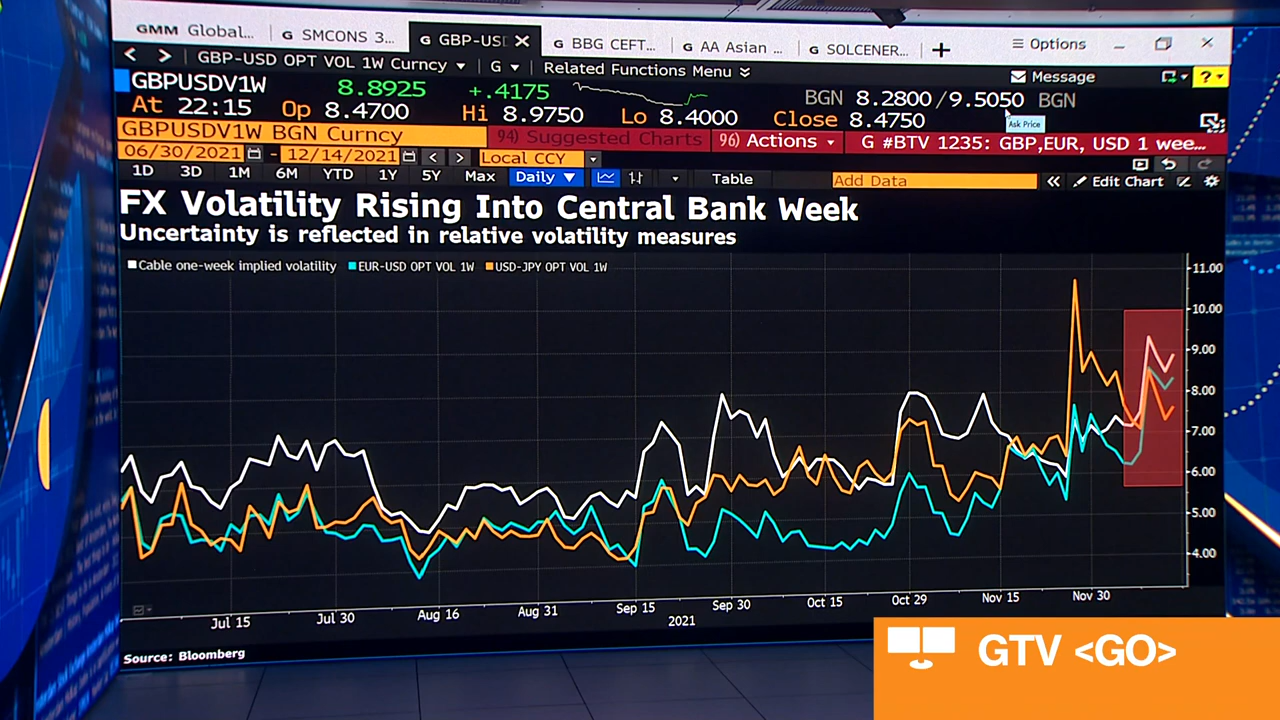 GMM Global...
G SMCONS 3...
G GBP-US
G BBG CEFT...
G AA Asian ...
G SOLCENER...
Options
GBP-USD OPT VOL 1W Curncy
G
Related Functions Menu
Message
?
GBPUSDV1W
8.8925
+.4175
BGN 8.2800/9.5050 BGN
At 22:15 Op 8.4700 Hi 8.9750 Lo 8.4000 Close 8.4750
Ask Price
GBPUSDV1W BGN Curncy
94) Suggested Charts
96) Actions
G #BTV 1235: GBP,EUR, USD 1 wee...
06/30/2021 - 12/14/2021
Local CCY
1D 3D 1M 6M YTD 1Y 5Y Max Daily
Table
Add Data
Edit Chart
FX Volatility Rising Into Central Bank Week
Uncertainty is reflected in relative volatility measures
Cable one-week implied volatility
EUR-USD OPT VOL 1W
USD-JPY OPT VOL 1W
11.00
10.00
9.00
8.00
7.00
6.00
5.00
4.00
Jul 15
Jul 30
Aug 16
Aug 31
Sep 15
Sep 30
Oct 15
Oct 29
Nov 15
Nov 30
2021
Source: Bloomberg
GTV <GO>